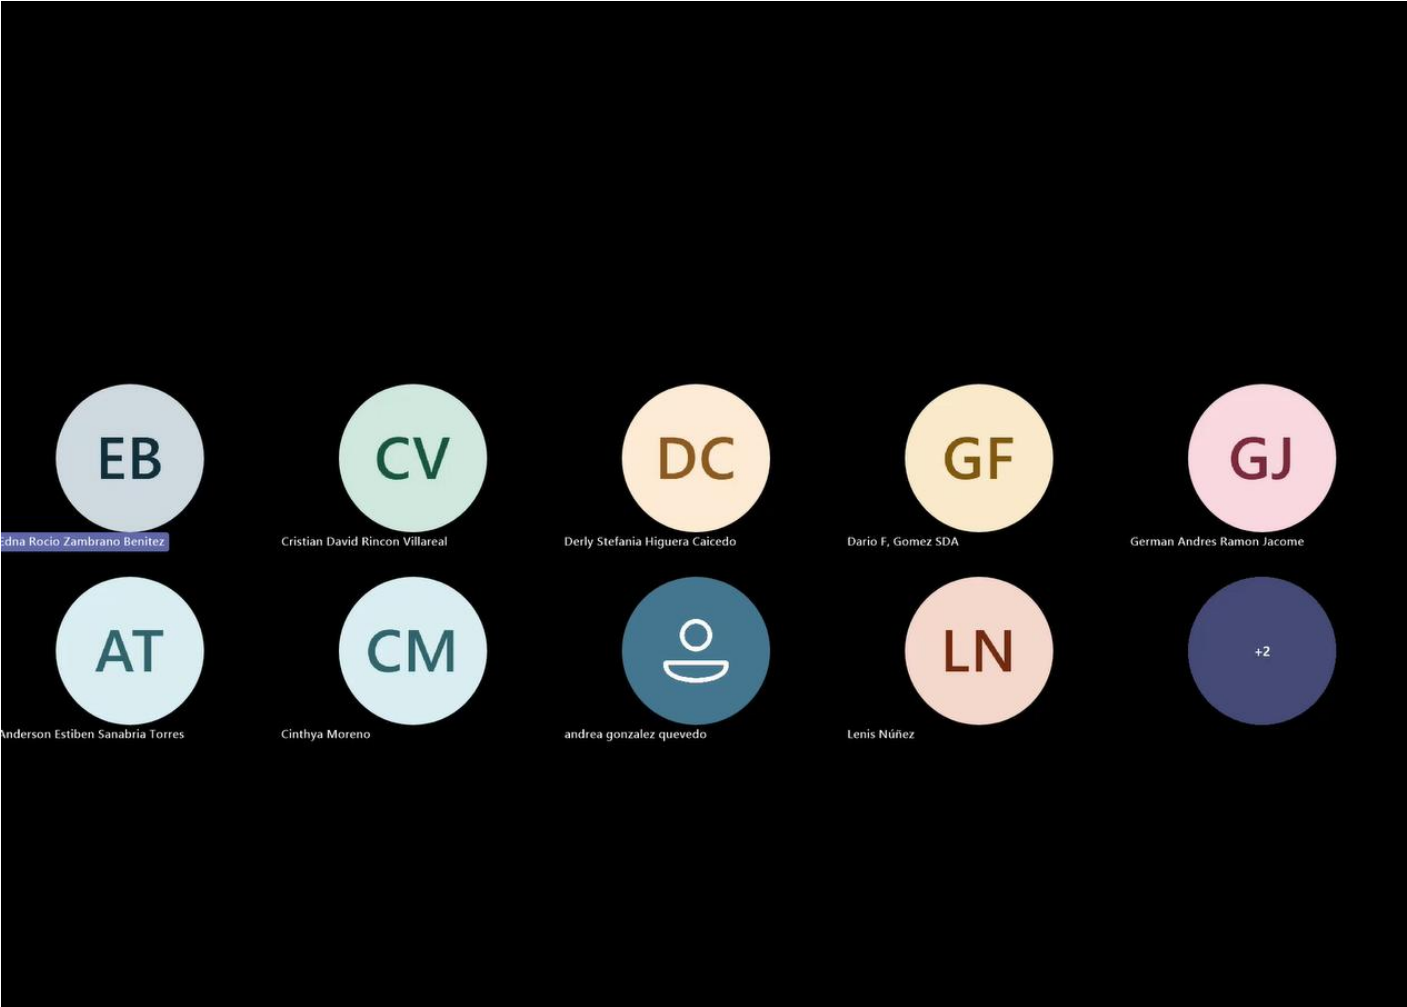 EB
CV
DC
GF
GJ
Edna Rocio Zambrano Benitez
Cristian David Rincon Villareal
Derly Stefania Higuera Caicedo
Dario F, Gomez SDA
German Andres Ramon Jacome
AT
CM
LN
+2
Anderson Estiben Sanabria Torres
Cinthya Moreno
andrea gonzalez quevedo
Lenis Núñez